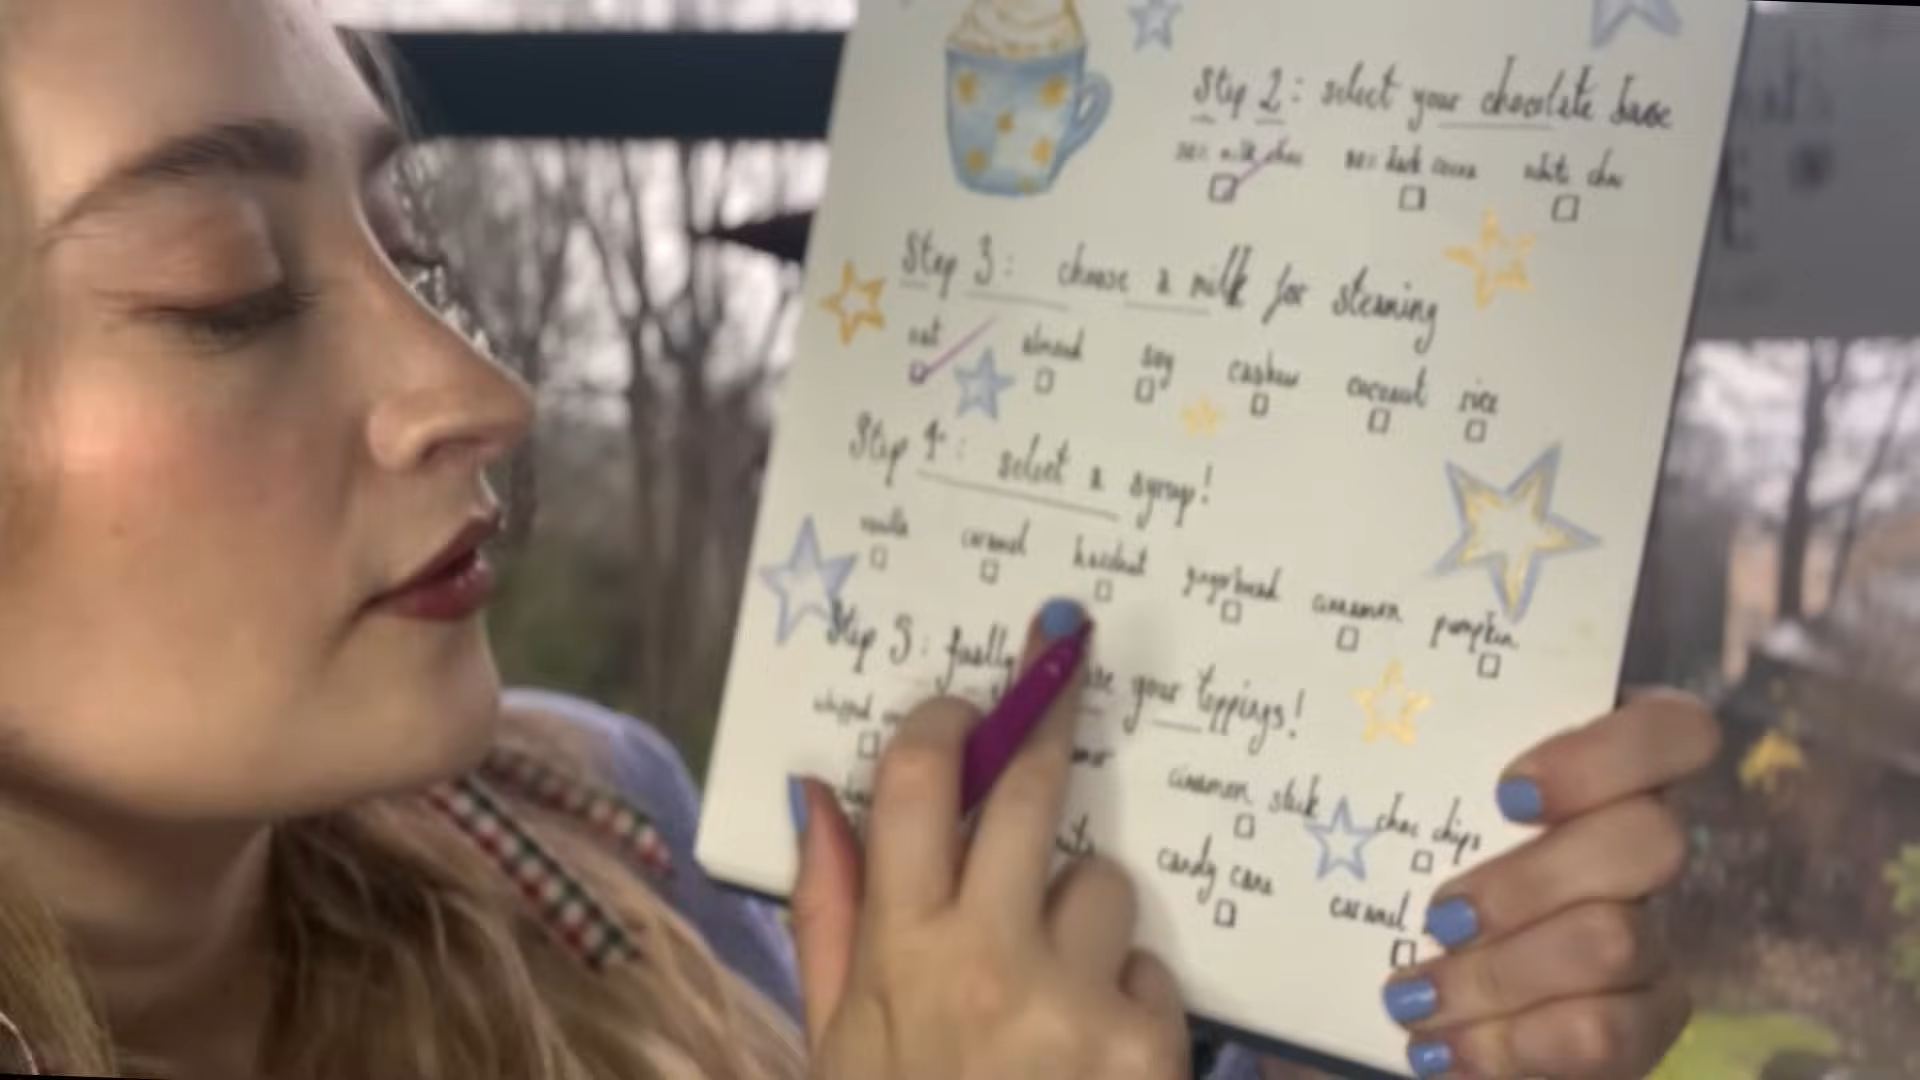 Step 2: select your chocolate base
milk choc dark cocoa white choc
Step 3: choose a milk for steaming
oat almond soy cashew coconut rice
Step 4: select a syrup!
vanilla caramel hazelnut gingerbread cinnamon pumpkin
Step 5: your toppings!
whipped cinnamon stick choc chips
candy cane caramel